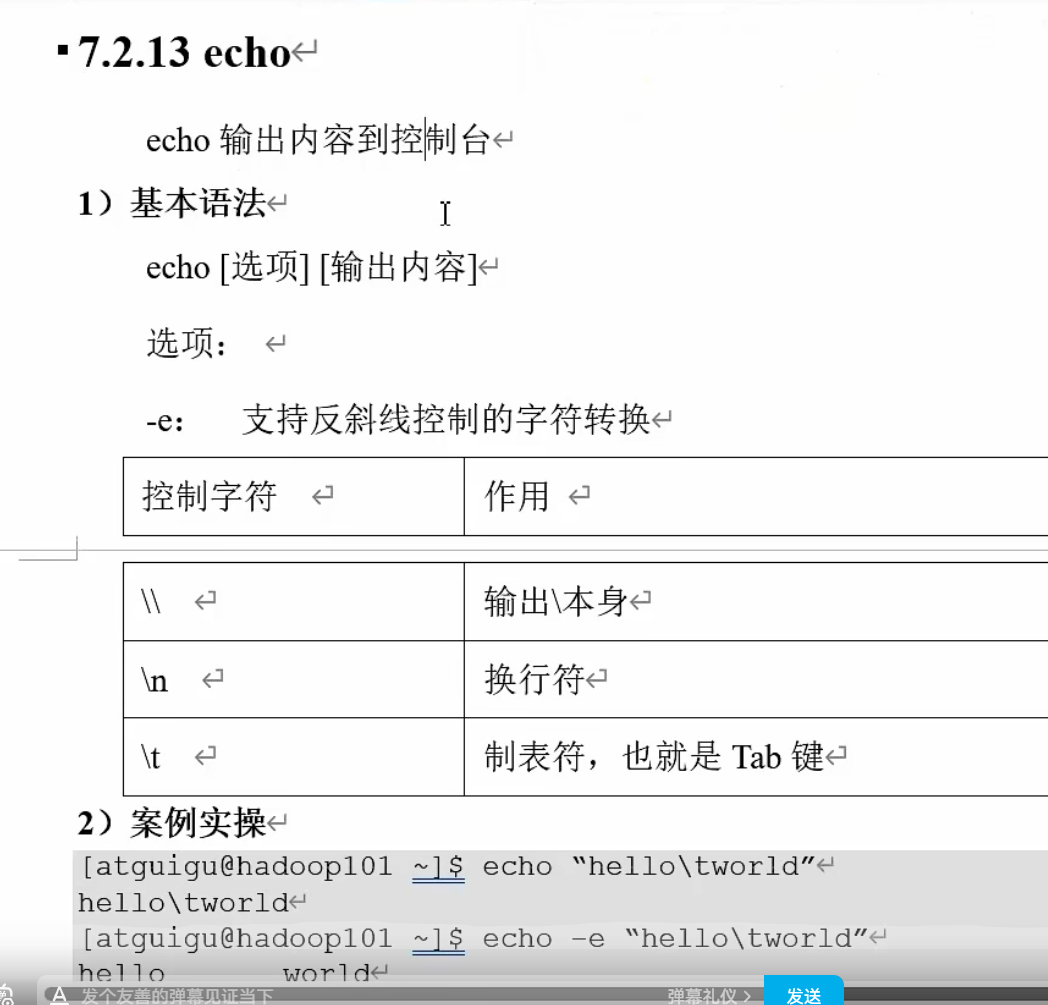 7.2.13 echo
echo 输出内容到控制台
1）基本语法
echo [选项] [输出内容]
选项：
-e： 支持反斜线控制的字符转换
控制字符 作用
\\ 输出\本身
\n 换行符
\t 制表符，也就是 Tab 键
2）案例实操
[atguigu@hadoop101 ~]$ echo “hello\tworld”
hello\tworld
[atguigu@hadoop101 ~]$ echo –e “hello\tworld”
hello world
发个友善的弹幕见证当下 弹幕礼仪 > 发送